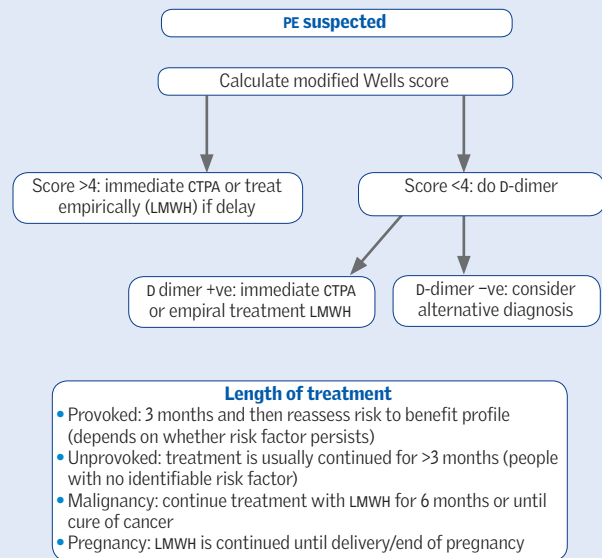 PE suspected
Calculate modified Wells score
Score >4: immediate CTPA or treat
empirically (LMWH) if delay
Score <4: do D-dimer
D dimer +ve: immediate CTPA
or empiral treatment LMWH
D-dimer −ve: consider
alternative diagnosis
Length of treatment
• Provoked: 3 months and then reassess risk to benefit profile
(depends on whether risk factor persists)
• Unprovoked: treatment is usually continued for >3 months (people
with no identifiable risk factor)
• Malignancy: continue treatment with LMWH for 6 months or until
cure of cancer
• Pregnancy: LMWH is continued until delivery/end of pregnancy